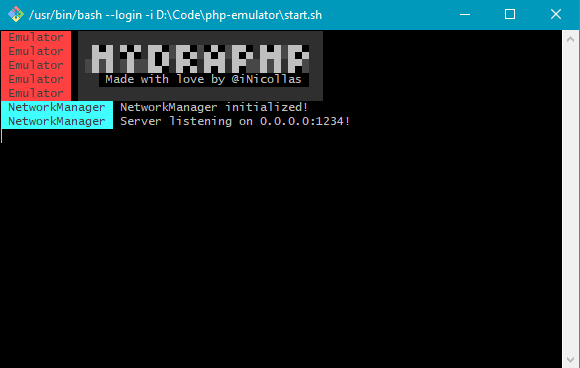 /usr/bin/bash --login -i D:\Code\php-emulator\start.sh
Emulator
Emulator
Emulator
Emulator Made with love by @iNicollas
Emulator
NetworkManager NetworkManager initialized!
NetworkManager Server listening on 0.0.0.0:1234!